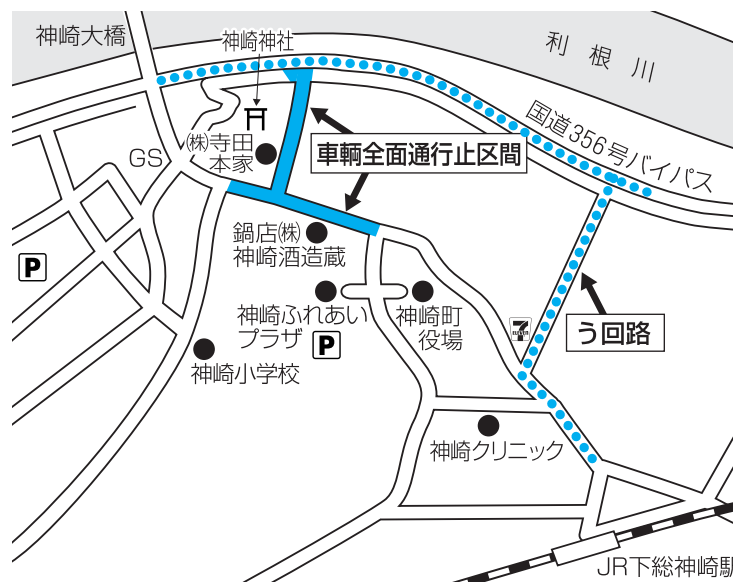 神崎大橋
神崎神社
利根川
国道356号バイパス
㈱寺田
本家
GS
車輌全面通行止区間
鍋店㈱
神崎酒造蔵
P
神崎ふれあい
プラザ
P
神崎町
役場
7
ELEVEN
う回路
神崎小学校
神崎クリニック
JR下総神崎駅